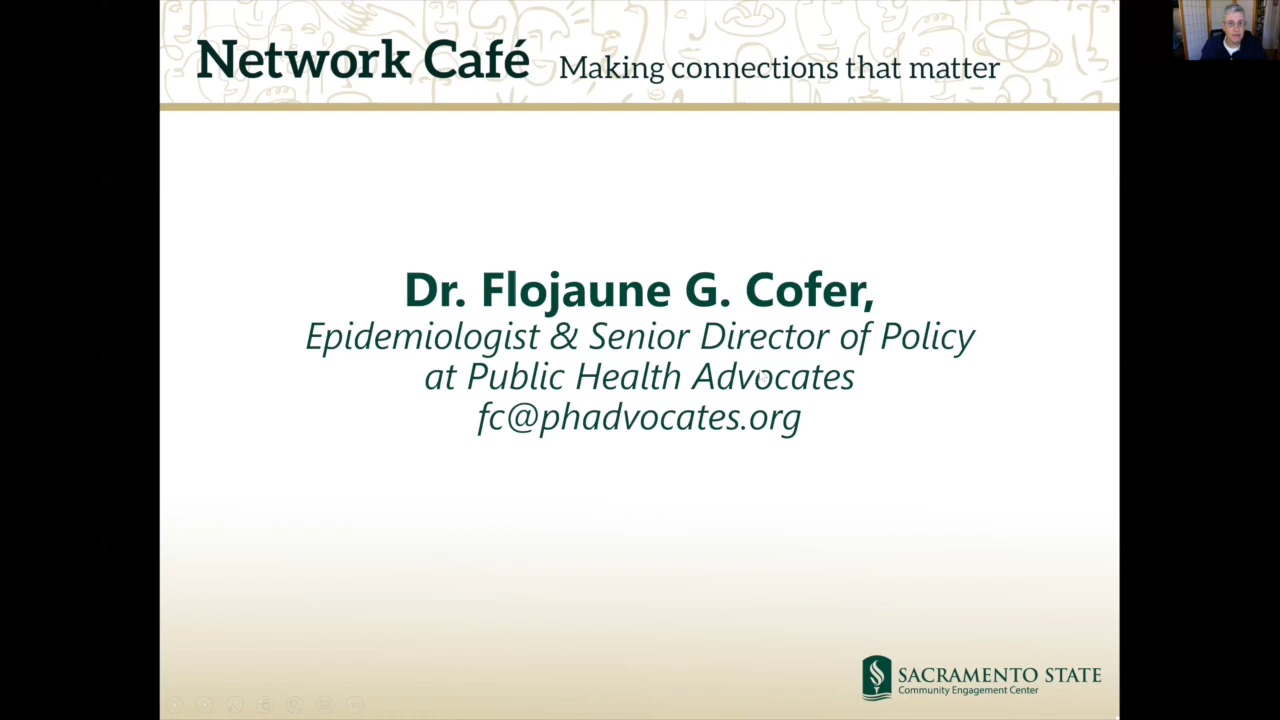 Network Café Making connections that matter
Dr. Flojaune G. Cofer,
Epidemiologist & Senior Director of Policy
at Public Health Advocates
fc@phadvocates.org
SACRAMENTO STATE
Community Engagement Center